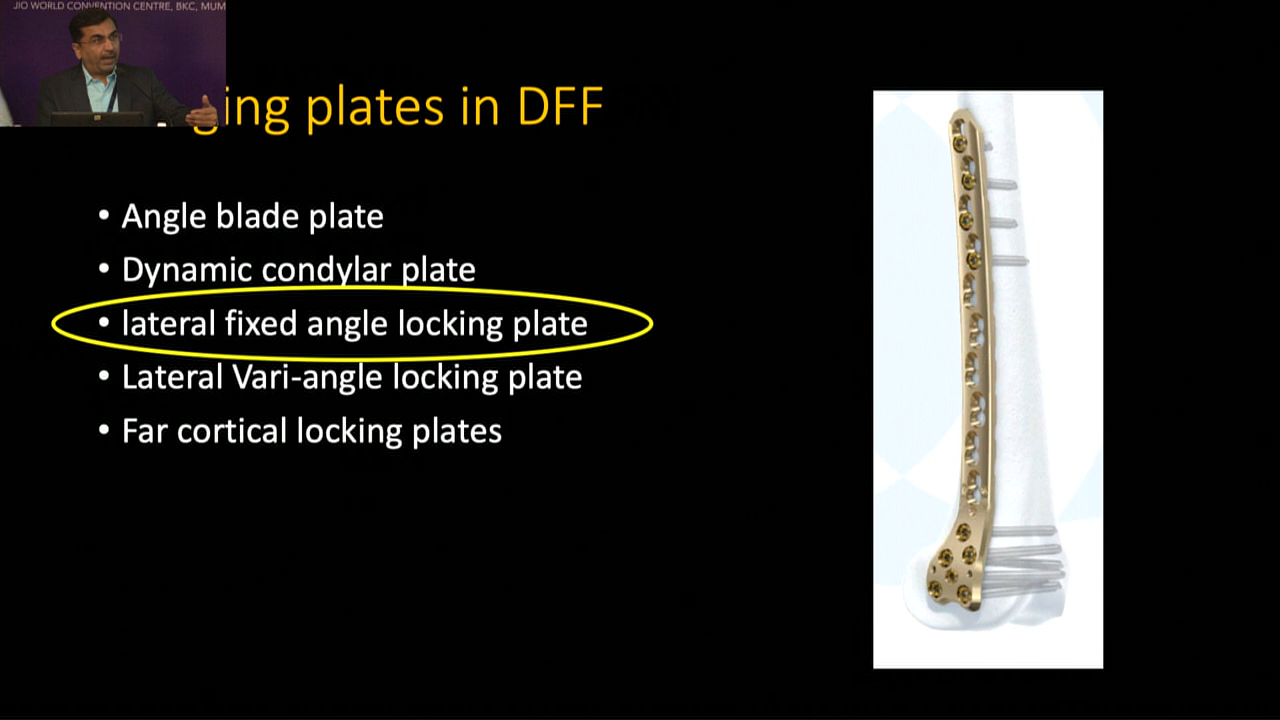 JIO WORLD CONVENTION CENTRE, BKC, MUM
ing plates in DFF
• Angle blade plate
• Dynamic condylar plate
• lateral fixed angle locking plate
• Lateral Vari-angle locking plate
• Far cortical locking plates